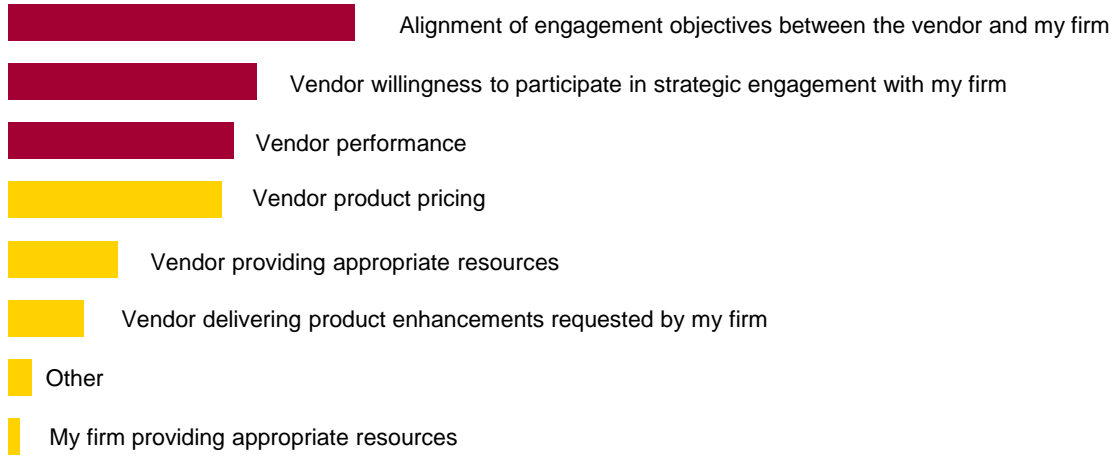 Alignment of engagement objectives between the vendor and my firm
Vendor willingness to participate in strategic engagement with my firm
Vendor performance
Vendor product pricing
Vendor providing appropriate resources
Vendor delivering product enhancements requested by my firm
Other
My firm providing appropriate resources